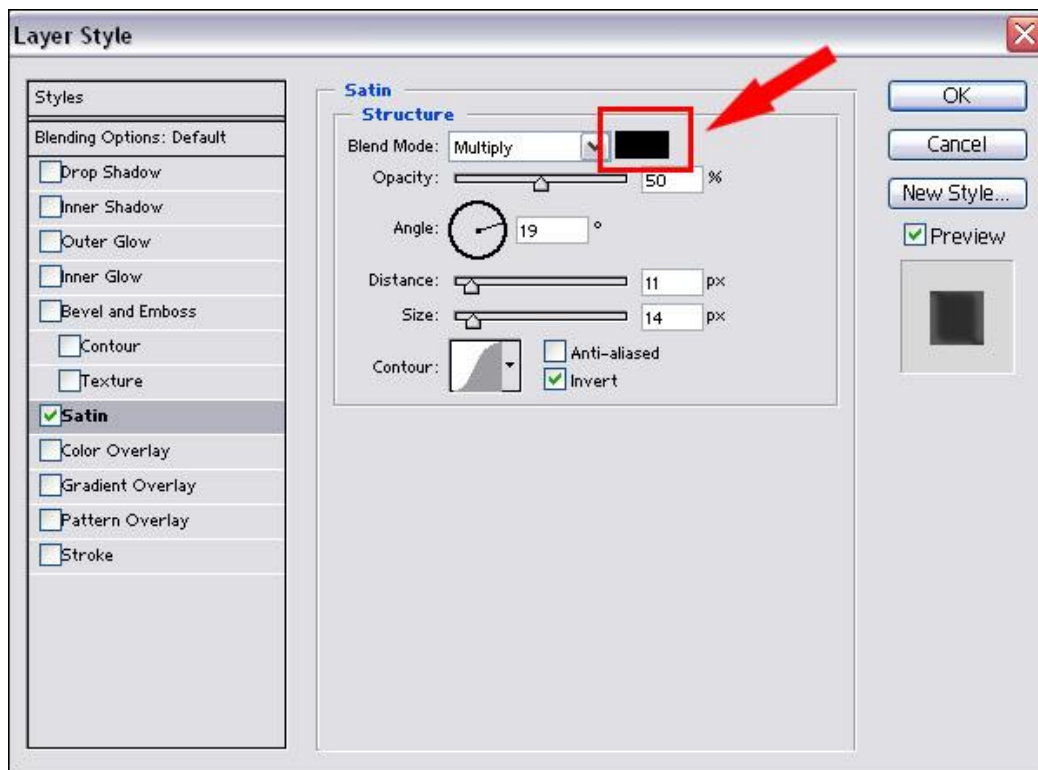 Layer Style
Styles
Blending Options: Default
Drop Shadow
Inner Shadow
Outer Glow
Inner Glow
Bevel and Emboss
Contour
Texture
Satin
Color Overlay
Gradient Overlay
Pattern Overlay
Stroke
Satin
Structure
Blend Mode: Multiply
Opacity: 50 %
Angle: 19 °
Distance: 11 px
Size: 14 px
Contour:
Anti-aliased
Invert
OK
Cancel
New Style...
Preview